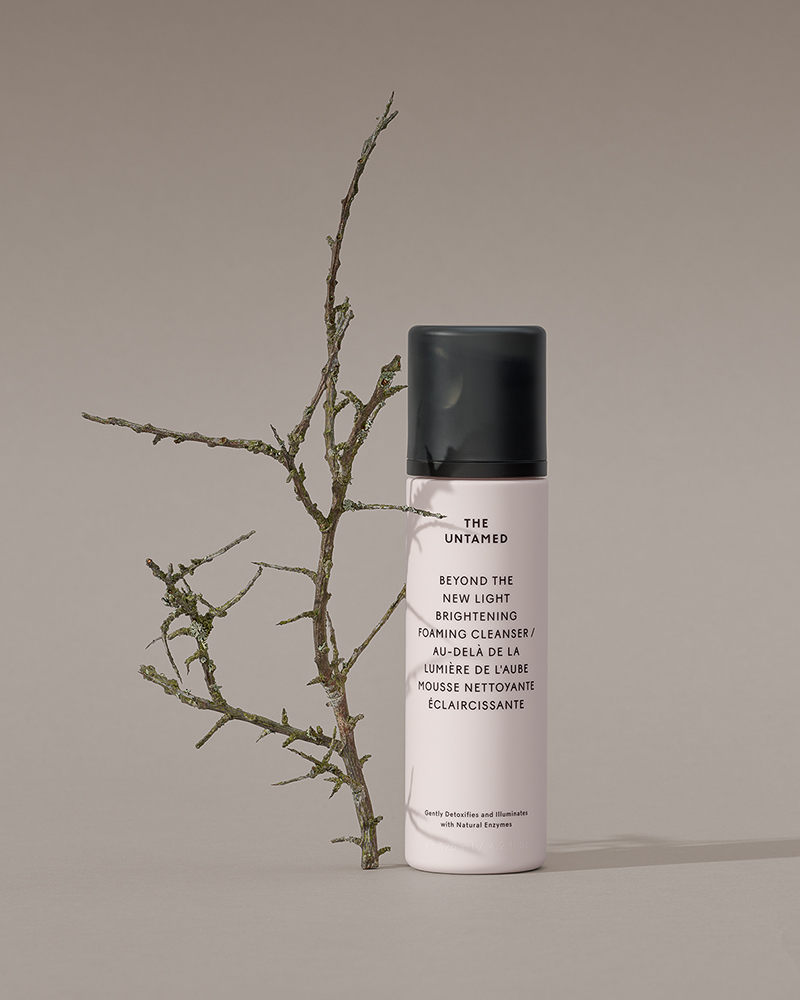 THE
UNTAMED
BEYOND THE
NEW LIGHT
BRIGHTENING
FOAMING CLEANSER /
AU-DELÀ DE LA
LUMIÈRE DE L'AUBE
MOUSSE NETTOYANTE
ÉCLAIRCISSANTE
Gently Detoxifies and Illuminates
with Natural Enzymes